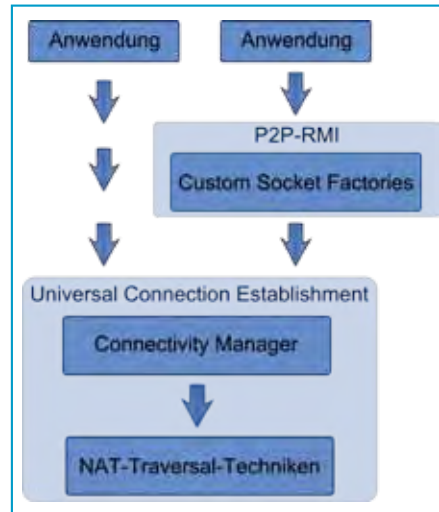 Anwendung
Anwendung
P2P-RMI
Custom Socket Factories
Universal Connection Establishment
Connectivity Manager
NAT-Traversal-Techniken